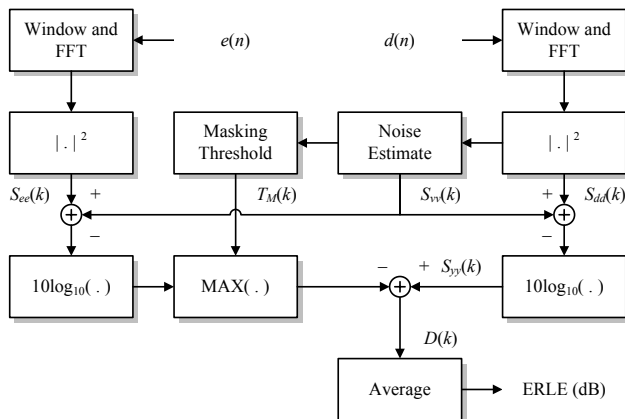 Window and
FFT
e(n)
d(n)
Window and
FFT
| . | ²
Masking
Threshold
Noise
Estimate
| . | ²
See(k)
+
TM(k)
Svv(k)
+
Sdd(k)
+
+
−
−
10log₁₀( . )
MAX( . )
−
+
+
Syy(k)
10log₁₀( . )
D(k)
Average
ERLE (dB)